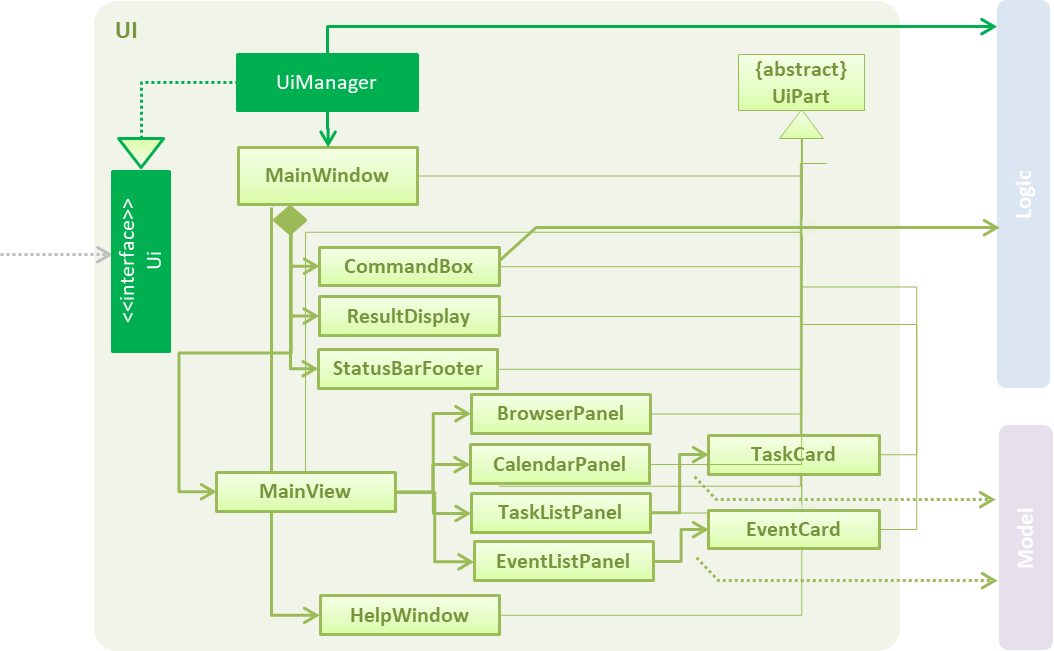 UI
UiManager
{abstract}
UiPart
MainWindow
Logic
<<interface>>
Ui
CommandBox
ResultDisplay
StatusBarFooter
BrowserPanel
CalendarPanel
TaskCard
MainView
TaskListPanel
EventCard
Model
EventListPanel
HelpWindow